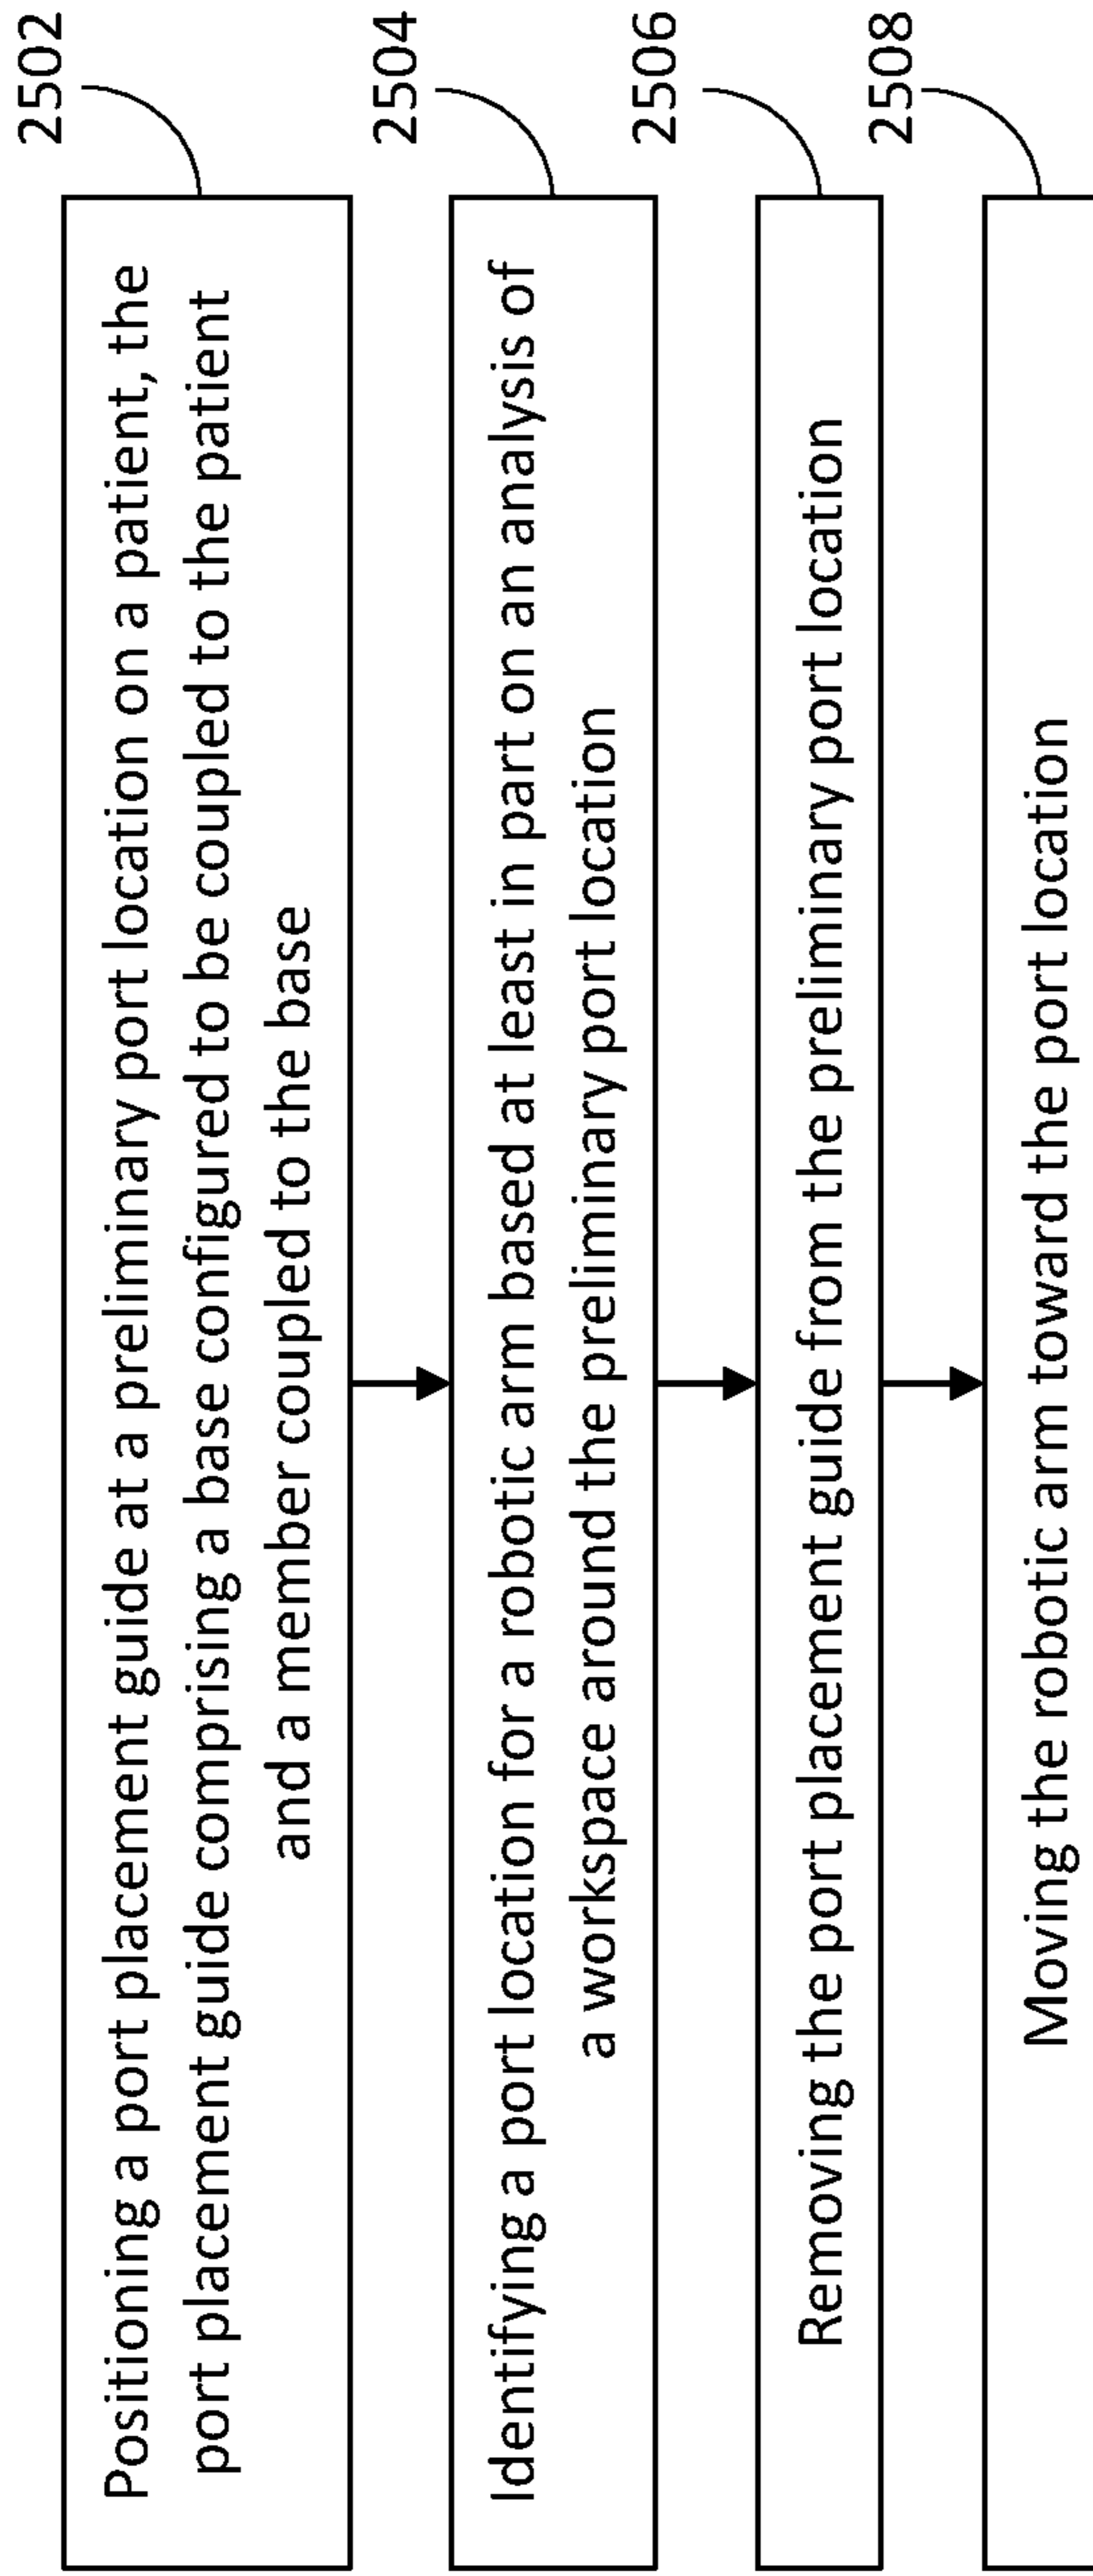 2502
Positioning a port placement guide at a preliminary port location on a patient, the
port placement guide comprising a base configured to be coupled to the patient
and a member coupled to the base
2504
Identifying a port location for a robotic arm based at least in part on an analysis of
a workspace around the preliminary port location
2506
Removing the port placement guide from the preliminary port location
2508
Moving the robotic arm toward the port location